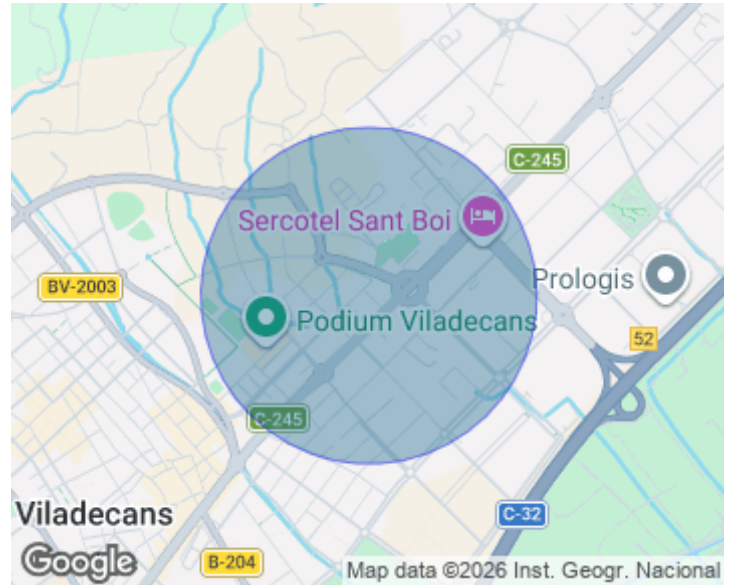 C-245
Sercotel Sant Boi
Prologis
BV-2003
Podium Viladecans
52
C-245
Viladecans
C-32
Google
B-204
Map data ©2026 Inst. Geogr. Nacional